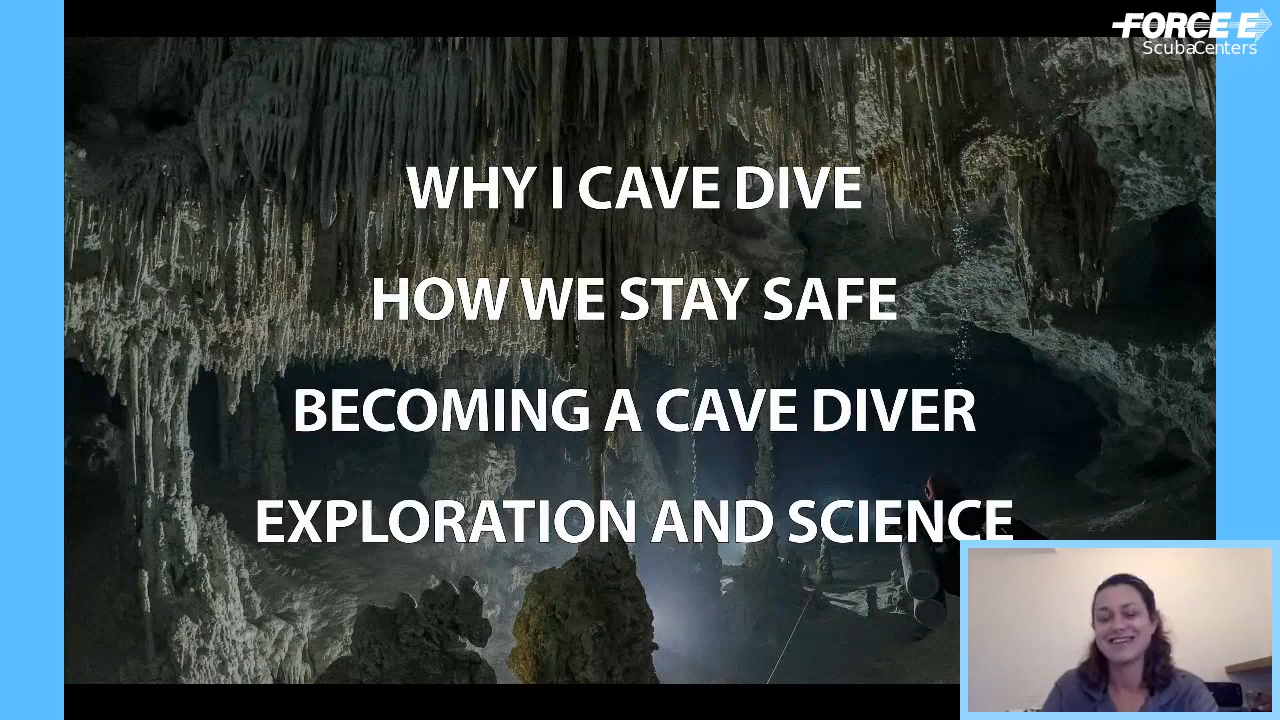 FORCE-E
ScubaCenters
WHY I CAVE DIVE
HOW WE STAY SAFE
BECOMING A CAVE DIVER
EXPLORATION AND SCIENCE